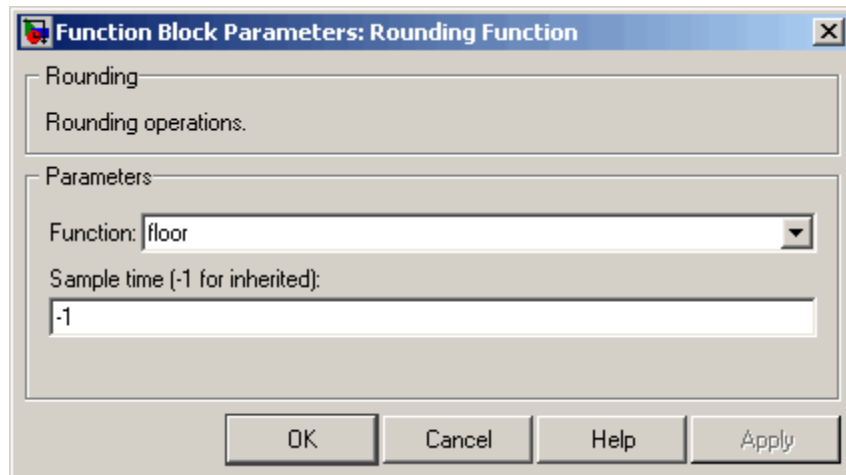 Function Block Parameters: Rounding Function
Rounding
Rounding operations.
Parameters
Function: floor
Sample time (-1 for inherited):
-1
OK Cancel Help Apply